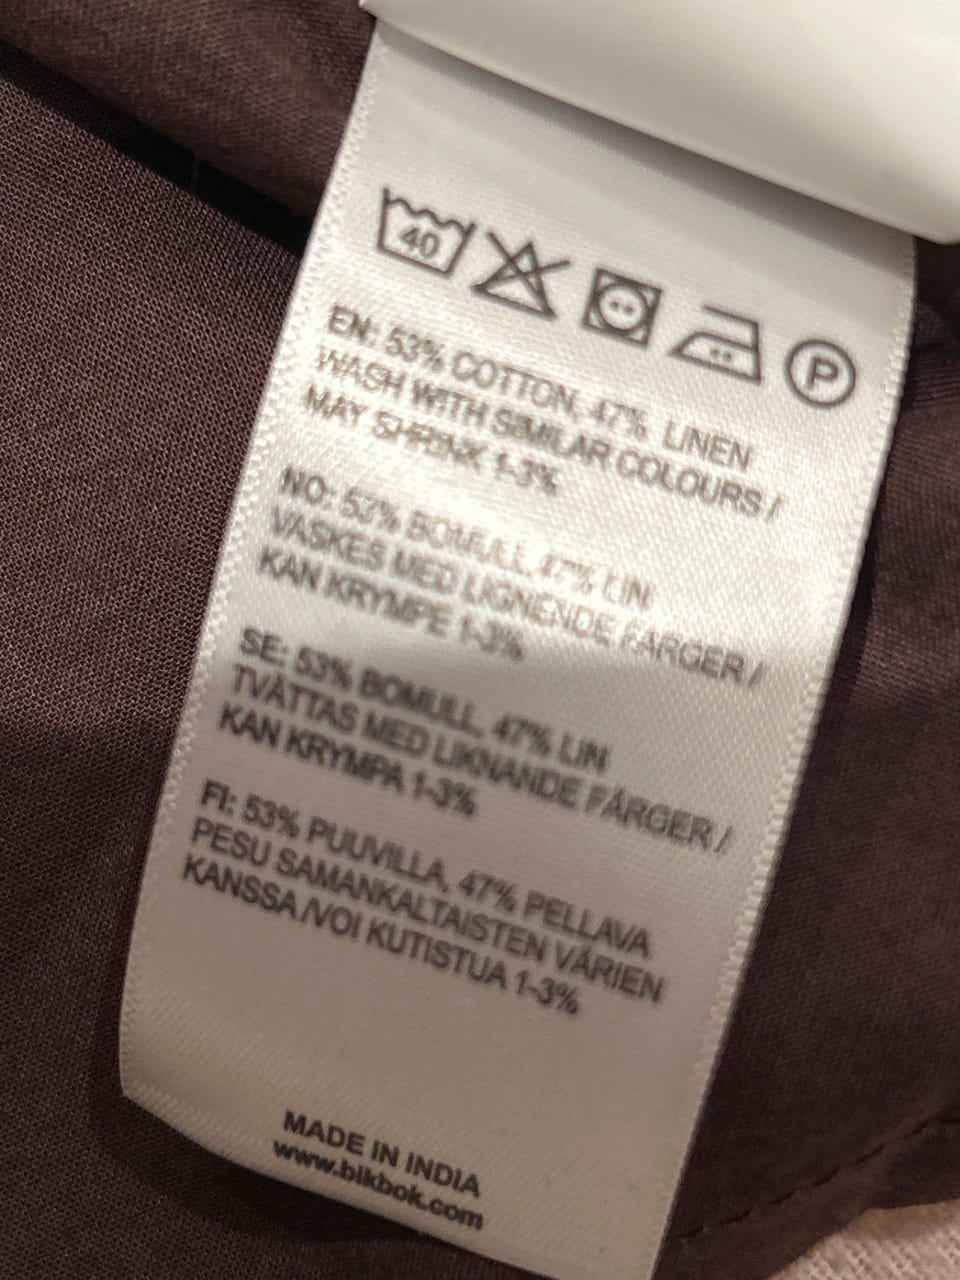 40
P
EN: 53% COTTON, 47% LINEN
WASH WITH SIMILAR COLOURS /
MAY SHRINK 1-3%
NO: 53% BOMULL, 47% LIN
VASKES MED LIGNENDE FARGER /
KAN KRYMPE 1-3%
SE: 53% BOMULL, 47% LIN
TVÄTTAS MED LIKNANDE FÄRGER /
KAN KRYMPA 1-3%
FI: 53% PUUVILLA, 47% PELLAVA
PESU SAMANKALTAISTEN VÄRIEN
KANSSA /VOI KUTISTUA 1-3%
MADE IN INDIA
www.bikbok.com